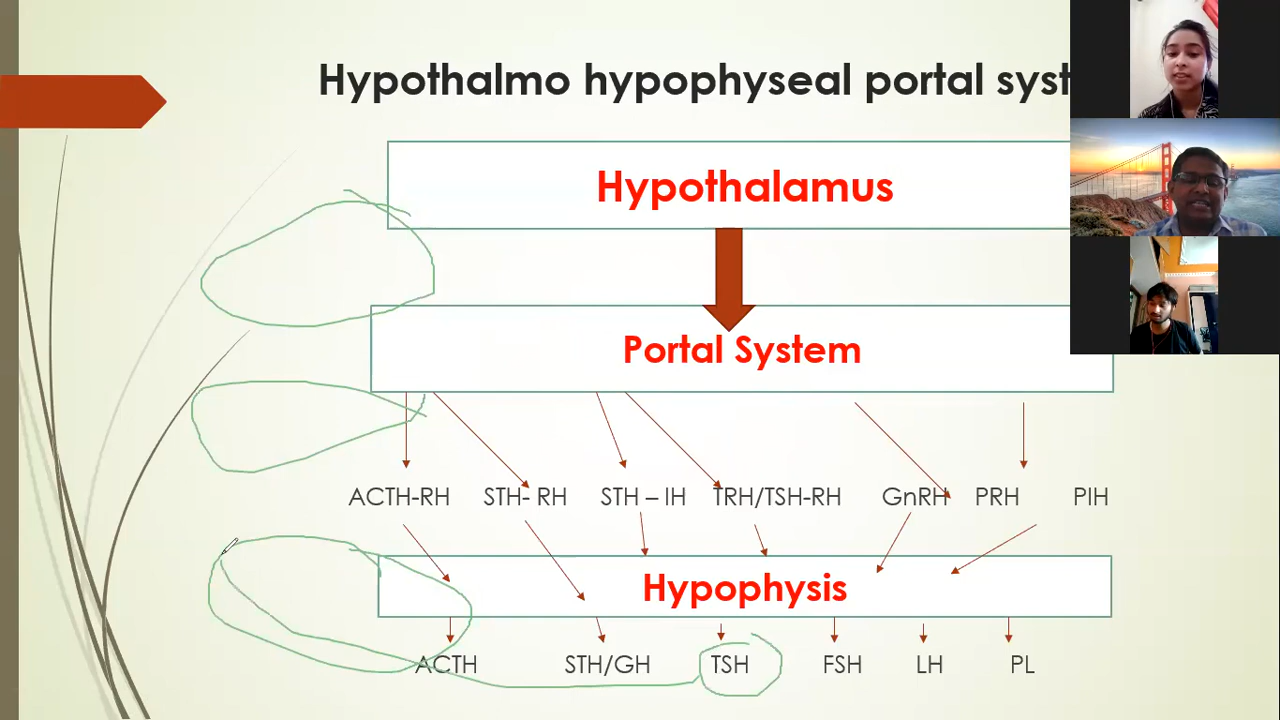 Hypothalmo hypophyseal portal syst
Hypothalamus
Portal System
ACTH-RH STH- RH STH – IH TRH/TSH-RH GnRH PRH PIH
Hypophysis
ACTH STH/GH TSH FSH LH PL